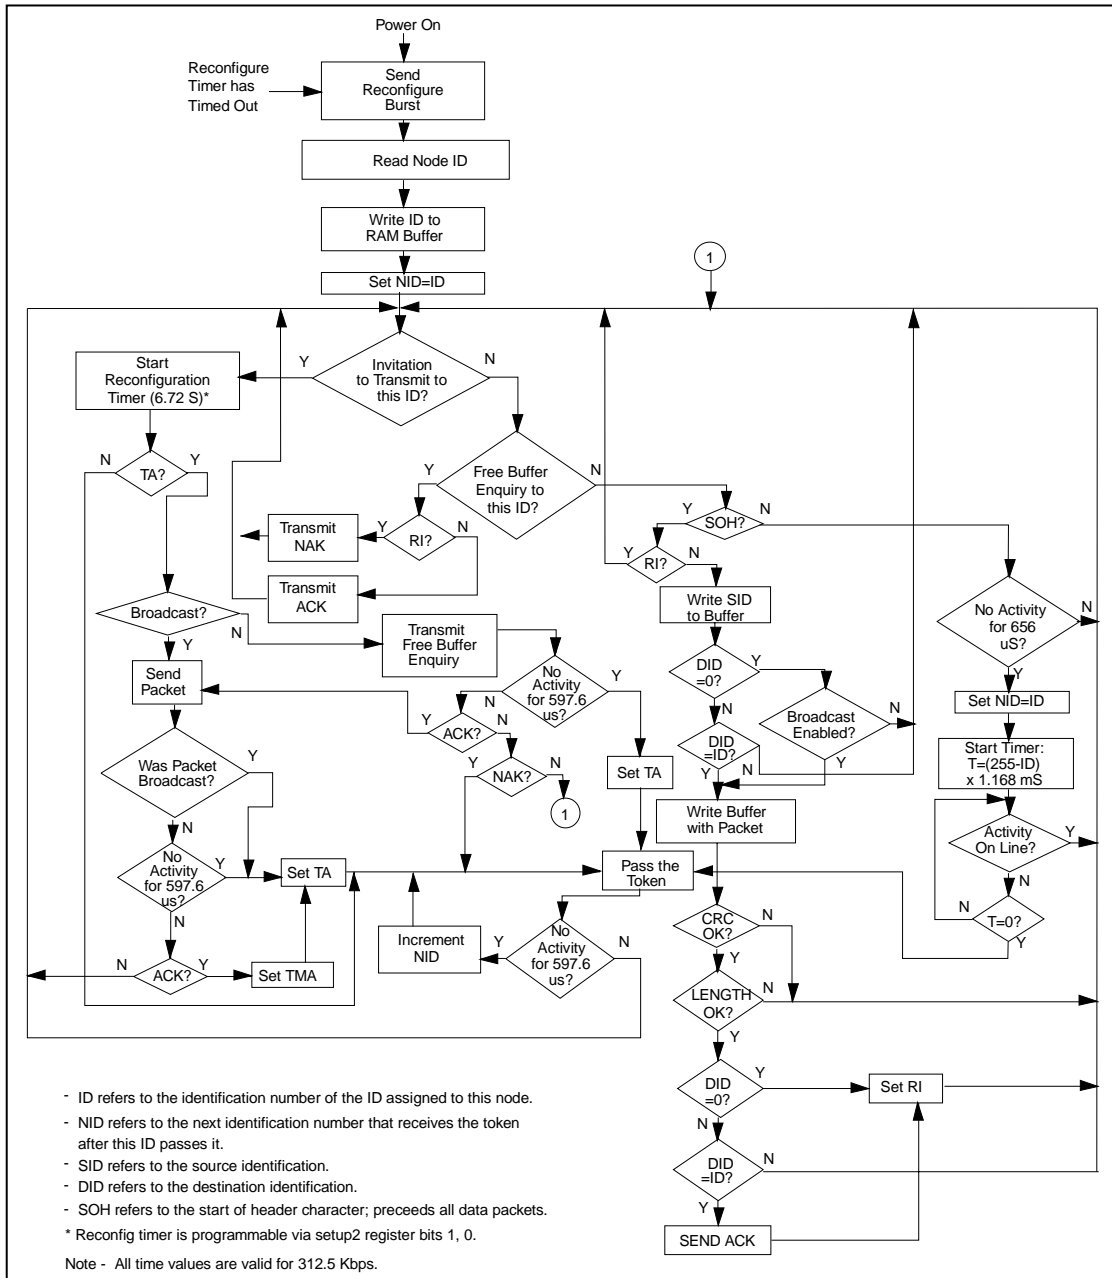 Power On
Reconfigure
Timer has
Timed Out
Send
Reconfigure
Burst
Read Node ID
Write ID to
RAM Buffer
1
Set NID=ID
Start
Reconfiguration
Timer (6.72 S)*
Y
Invitation
to Transmit to
this ID?
N
N
TA?
Y
Y
Free Buffer
Enquiry to
this ID?
N
Transmit
NAK
Y
RI?
N
Y
SOH?
N
Transmit
ACK
Y
RI?
N
Write SID
to Buffer
No Activity
for 656
uS?
N
Y
Broadcast?
N
Y
Transmit
Free Buffer
Enquiry
Send
Packet
No
Activity
for 597.6
us?
N
Y
DID
=0?
Y
N
Broadcast
Enabled?
N
Y
Set NID=ID
Y
ACK?
N
DID
=ID?
Y
Start Timer:
T=(255-ID)
x 1.168 mS
Was Packet
Broadcast?
Y
N
Y
NAK?
N
1
Set TA
Write Buffer
with Packet
Activity
On Line?
Y
N
No
Activity
for 597.6
us?
Y
N
Set TA
Pass the
Token
N
T=0?
Y
CRC
OK?
N
Y
Increment
NID
Y
No
Activity
for 597.6
us?
N
N
ACK?
Y
Set TMA
LENGTH
OK?
N
Y
DID
=0?
Y
N
Set RI
DID
=ID?
N
Y
SEND ACK
- ID refers to the identification number of the ID assigned to this node.
- NID refers to the next identification number that receives the token
after this ID passes it.
- SID refers to the source identification.
- DID refers to the destination identification.
- SOH refers to the start of header character; preceeds all data packets.
* Reconfig timer is programmable via setup2 register bits 1, 0.
Note - All time values are valid for 312.5 Kbps.